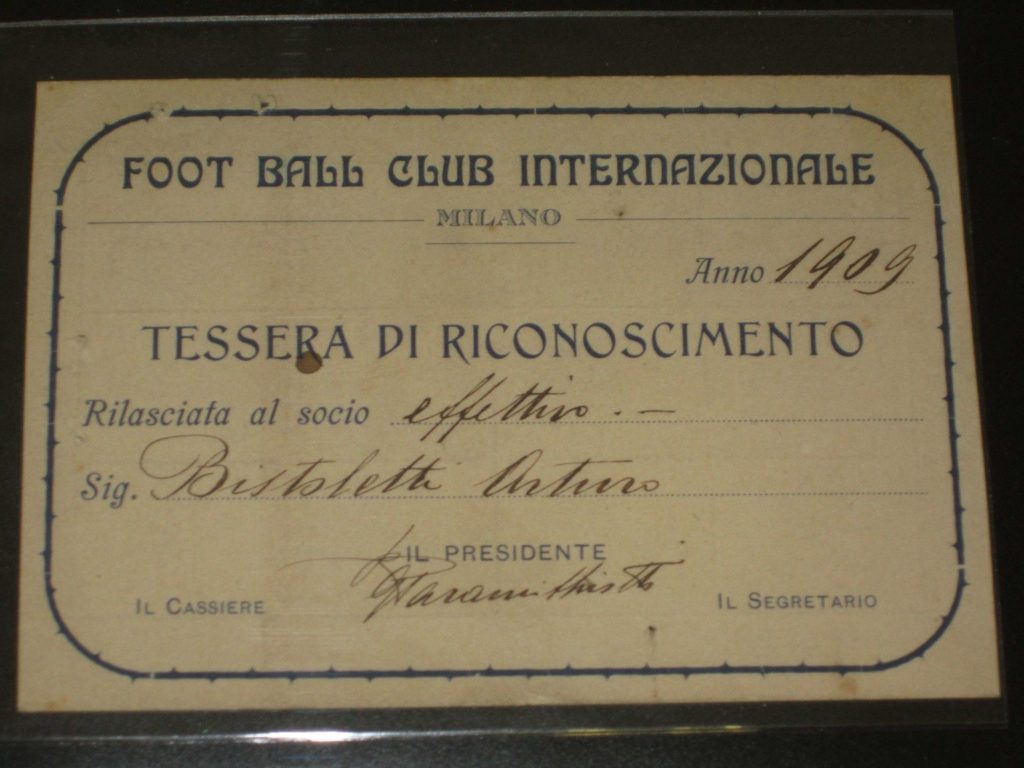 FOOT BALL CLUB INTERNAZIONALE
MILANO
Anno 1909
TESSERA DI RICONOSCIMENTO
Rilasciata al socio effettivo. —
Sig. Bistoletti Arturo
IL PRESIDENTE
IL CASSIERE
IL SEGRETARIO